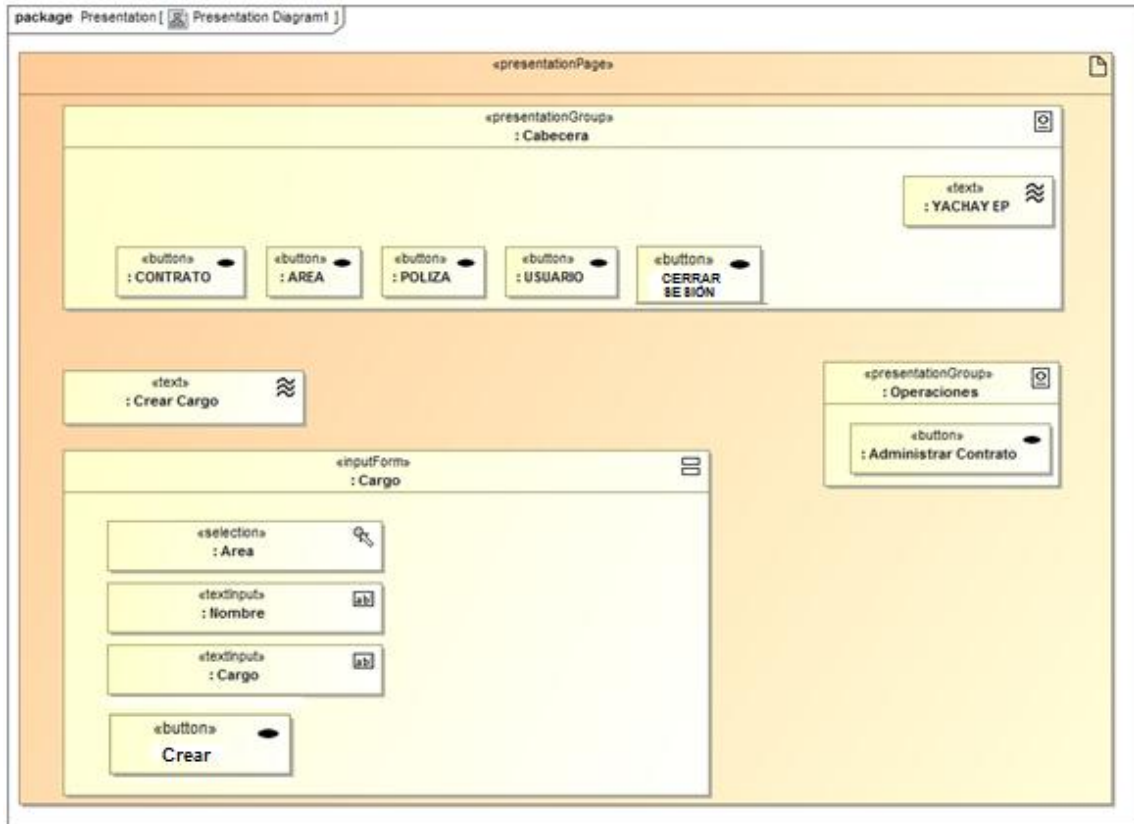 package Presentation [ Presentation Diagram1 ]
«presentationPage»
«presentationGroup»
: Cabecera
«text»
: YACHAY EP
«button»
: CONTRATO
«button»
: AREA
«button»
: POLIZA
«button»
: USUARIO
«button»
CERRAR
SESIÓN
«text»
: Crear Cargo
«presentationGroup»
: Operaciones
«button»
: Administrar Contrato
«inputForm»
: Cargo
«selection»
: Area
«textInput»
: Nombre
ab
«textInput»
: Cargo
ab
«button»
Crear